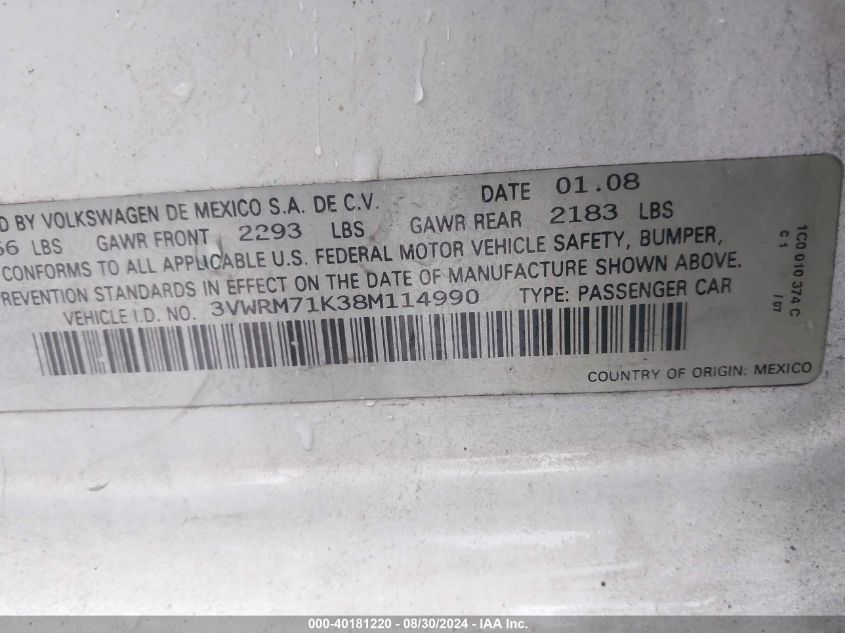 D BY VOLKSWAGEN DE MEXICO S.A. DE C.V. DATE 01.08
66 LBS GAWR FRONT 2293 LBS GAWR REAR 2183 LBS
CONFORMS TO ALL APPLICABLE U.S. FEDERAL MOTOR VEHICLE SAFETY, BUMPER,
REVENTION STANDARDS IN EFFECT ON THE DATE OF MANUFACTURE SHOWN ABOVE.
VEHICLE I.D. NO. 3VWRM71K38M114990 TYPE: PASSENGER CAR
COUNTRY OF ORIGIN: MEXICO
1C0 010 374 C
C 1 / 07
000-40181220 - 08/30/2024 - IAA Inc.